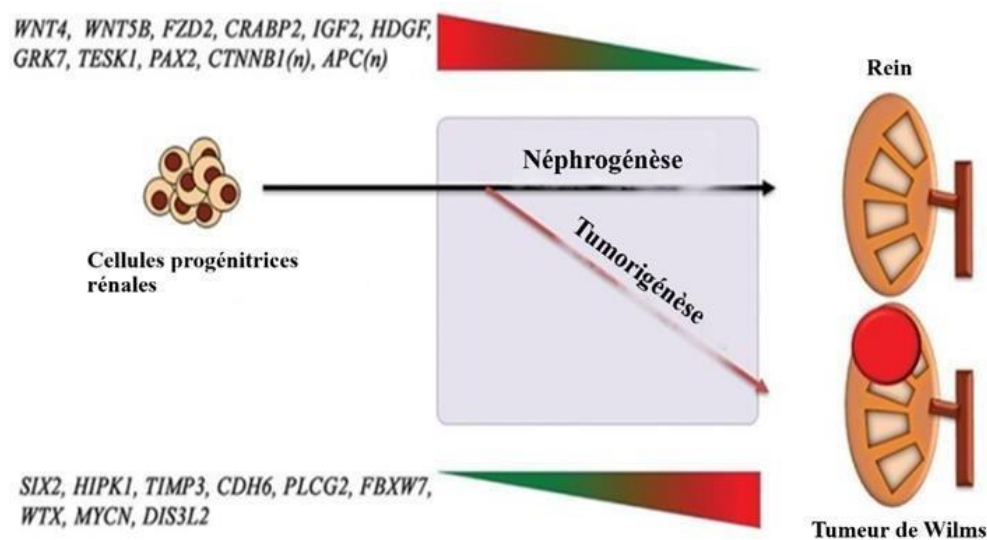 WNT4, WNT5B, FZD2, CRABP2, IGF2, HDGF,
GRK7, TESK1, PAX2, CTNNB1(n), APC(n)
Rein
Néphrogénèse
Tumorigénèse
Cellules progénitrices
rénales
SIX2, HIPK1, TIMP3, CDH6, PLCG2, FBXW7,
WTX, MYCN, DIS3L2
Tumeur de Wilms